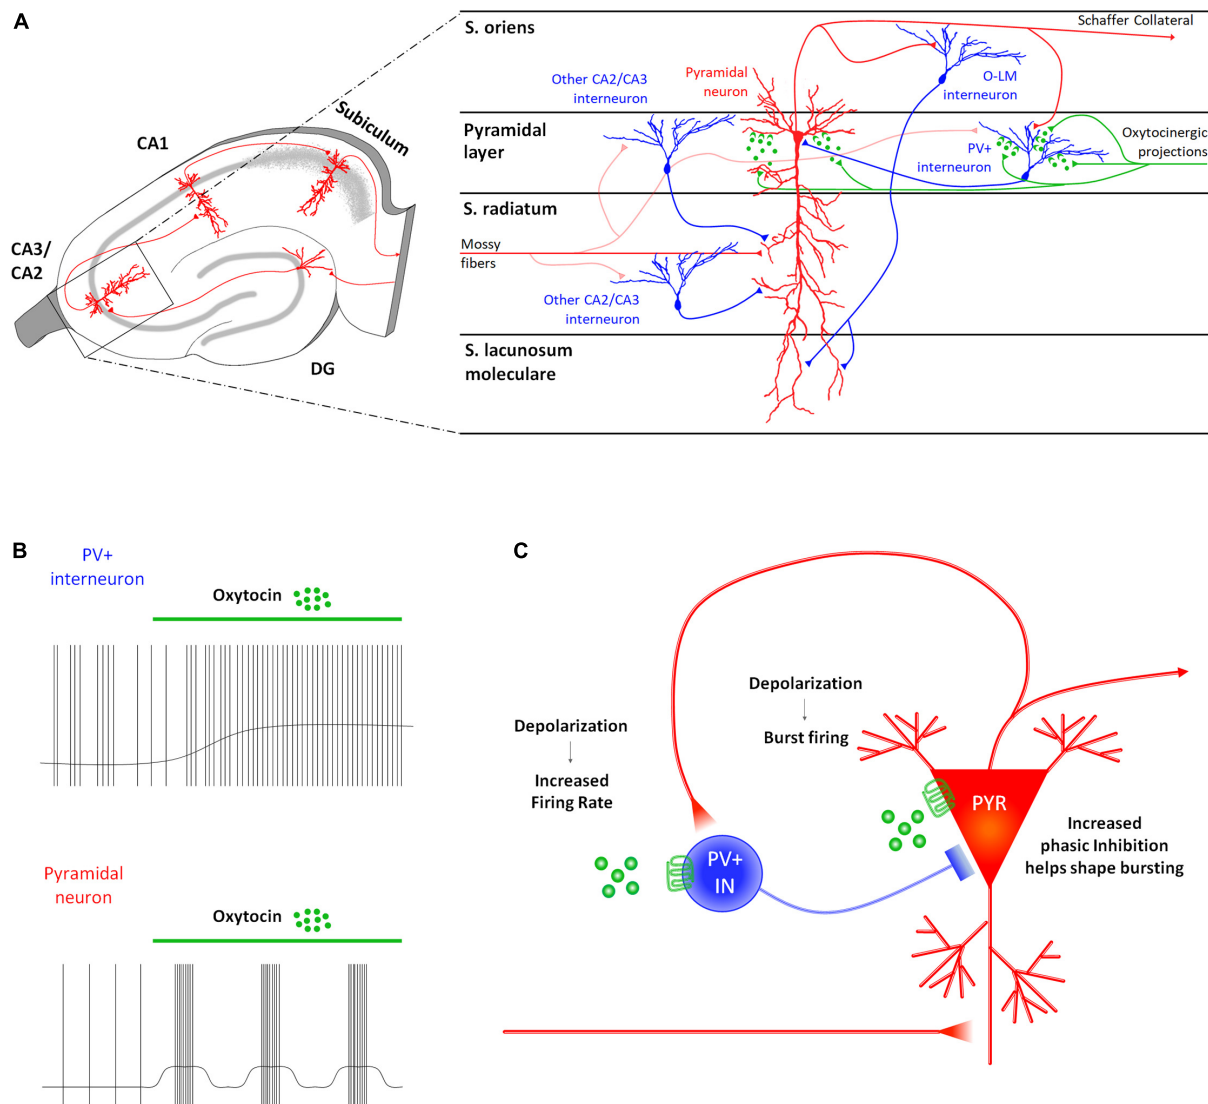 A
S. oriens
Schaffer Collateral
Other CA2/CA3
interneuron
Pyramidal
neuron
O-LM
interneuron
Subiculum
CA1
Pyramidal
layer
PV+
interneuron
Oxytocinergic
projections
S. radiatum
CA3/
CA2
Mossy
fibers
Other CA2/CA3
interneuron
S. lacunosum
moleculare
DG
B
PV+
interneuron
Oxytocin
Pyramidal
neuron
Oxytocin
C
Depolarization
Burst firing
Depolarization
Increased
Firing Rate
PYR
Increased
phasic Inhibition
helps shape bursting
PV+
IN